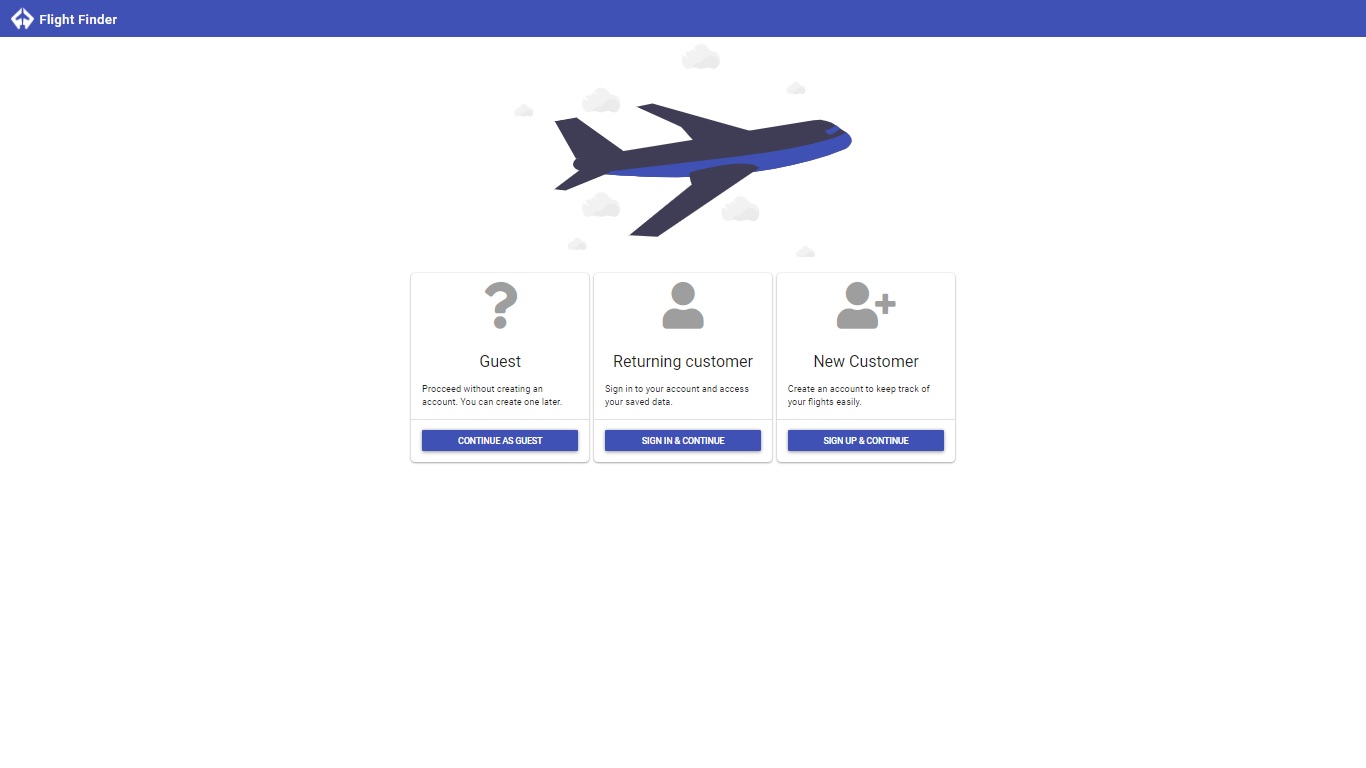 Flight Finder
Guest
Procceed without creating an
account. You can create one later.
CONTINUE AS GUEST
Returning customer
Sign in to your account and access
your saved data.
SIGN IN & CONTINUE
New Customer
Create an account to keep track of
your flights easily.
SIGN UP & CONTINUE